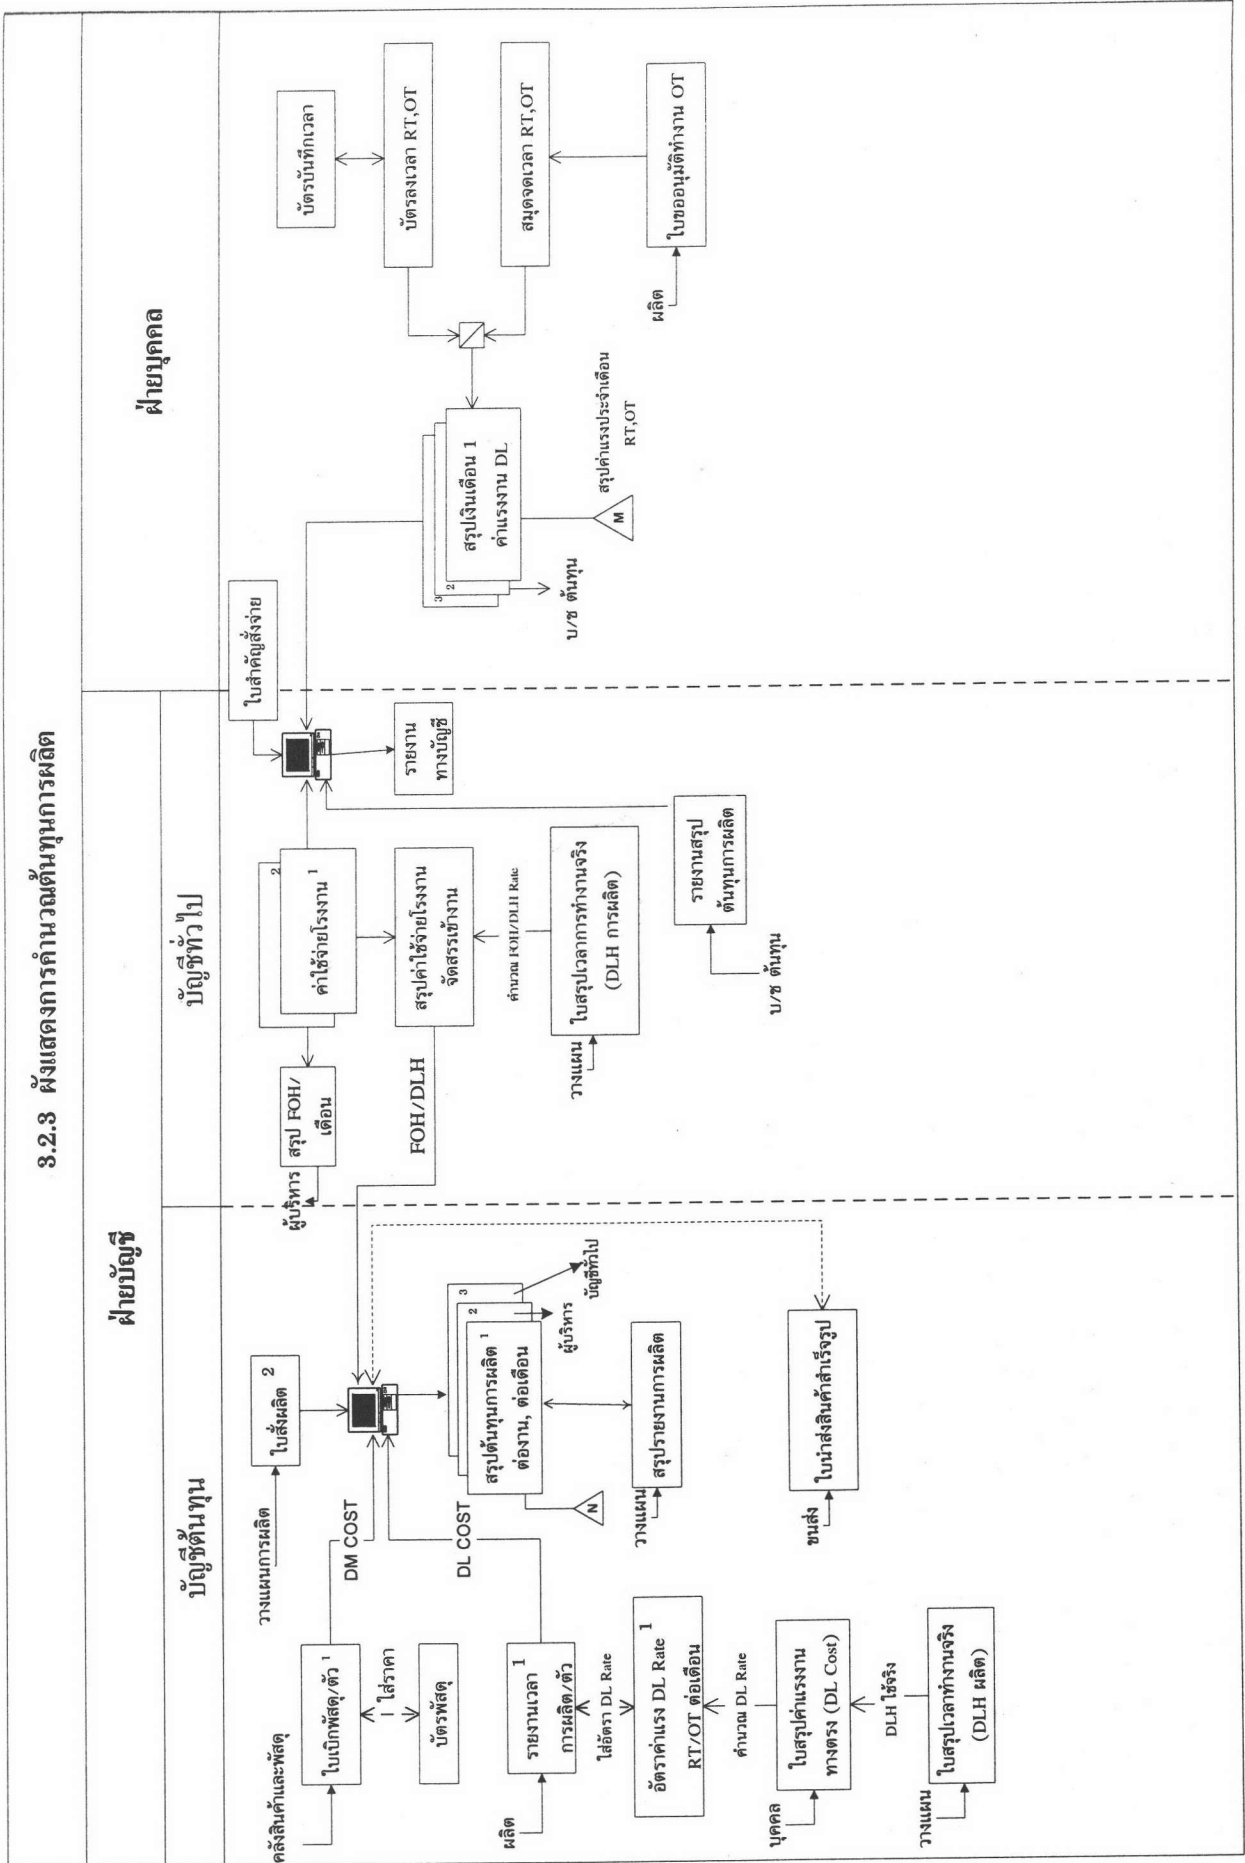 3.2.3 ผังแสดงการคำนวณต้นทุนการผลิต
ฝ่ายบัญชี
ฝ่ายบุคคล
บัญชีต้นทุน
บัญชีทั่วไป
คลังสินค้าและพัสดุ
ใบเบิกพัสดุ/ตัว 1
ใส่ราคา
บัตรพัสดุ
ผลิต
รายงานเวลา 1
การผลิต/ตัว
ใส่อัตรา DL Rate
อัตราค่าแรง DL Rate 1
RT/OT ต่อเดือน
คำนวณ DL Rate
บุคคล
ใบสรุปค่าแรงงาน
ทางตรง (DL Cost)
DLH ใช้จริง
วางแผน
ใบสรุปเวลาทำงานจริง
(DLH ผลิต)
วางแผนการผลิต
ใบสั่งผลิต 2
DM COST
DL COST
สรุปต้นทุนการผลิต 1
ต่องาน, ต่อเดือน
2
3
ผู้บริหาร
บัญชีทั่วไป
N
วางแผน
สรุปรายงานการผลิต
ขนส่ง
ใบนำส่งสินค้าสำเร็จรูป
ผู้บริหาร
สรุป FOH/
เดือน
ค่าใช้จ่ายโรงงาน 1
2
FOH/DLH
สรุปค่าใช้จ่ายโรงงาน
จัดสรรเข้างาน
คำนวณ FOH/DLH Rate
วางแผน
ใบสรุปเวลาการทำงานจริง
(DLH การผลิต)
ใบสำคัญสั่งจ่าย
รายงาน
ทางบัญชี
รายงานสรุป
ต้นทุนการผลิต
บ/ช ต้นทุน
สรุปเงินเดือน 1
ค่าแรงงาน DL
2
3
บ/ช ต้นทุน
M
สรุปค่าแรงประจำเดือน
RT,OT
บัตรบันทึกเวลา
บัตรลงเวลา RT,OT
สมุดจดเวลา RT,OT
ผลิต
ใบขออนุมัติทำงาน OT